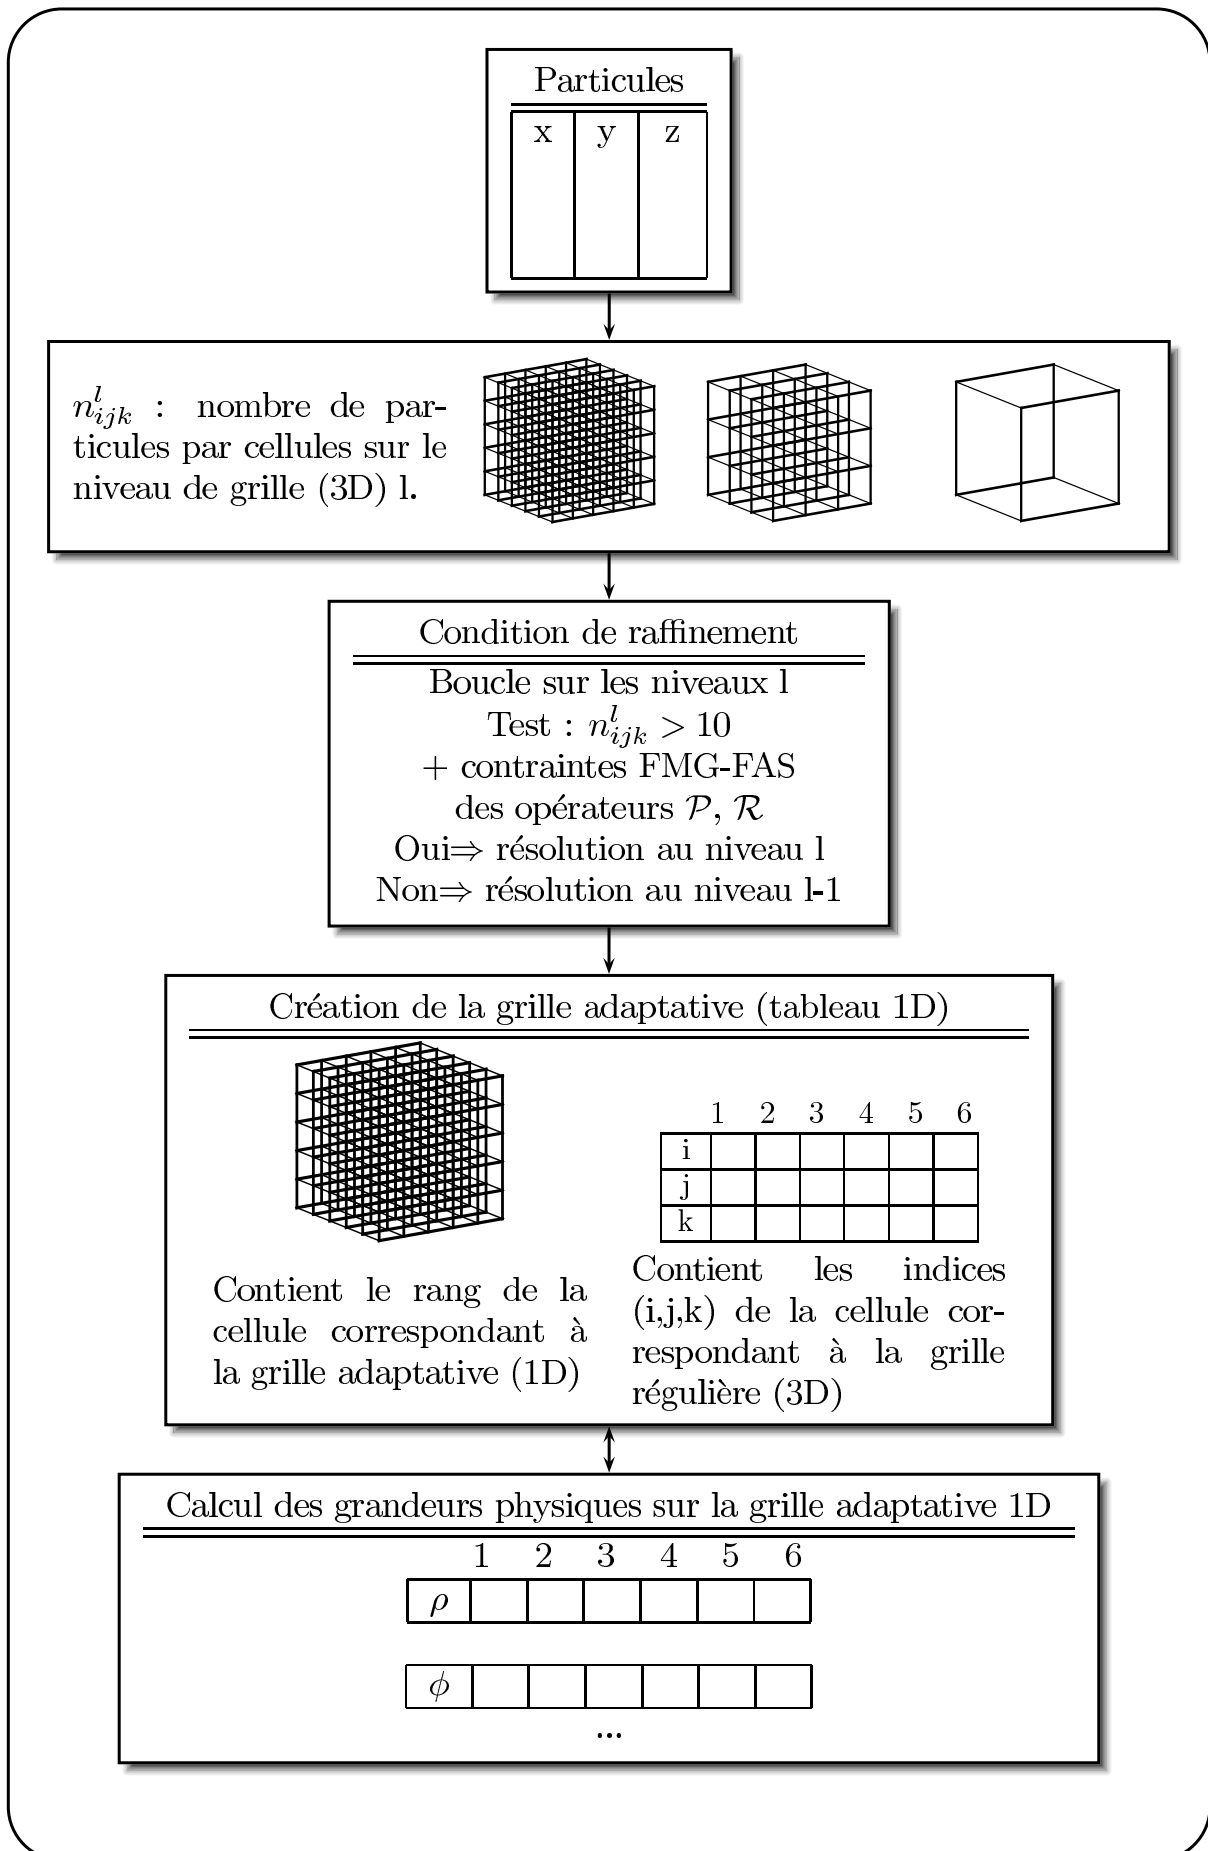 Particules
x y z
n^l_{ijk} : nombre de par-
ticules par cellules sur le
niveau de grille (3D) l.
Condition de raffinement
Boucle sur les niveaux l
Test : n^l_{ijk} > 10
+ contraintes FMG-FAS
des opérateurs 𝒫, ℛ
Oui⇒ résolution au niveau l
Non⇒ résolution au niveau l-1
Création de la grille adaptative (tableau 1D)
1 2 3 4 5 6
i
j
k
Contient le rang de la
cellule correspondant à
la grille adaptative (1D)
Contient les indices
(i,j,k) de la cellule cor-
respondant à la grille
régulière (3D)
Calcul des grandeurs physiques sur la grille adaptative 1D
1 2 3 4 5 6
ρ
ϕ
...